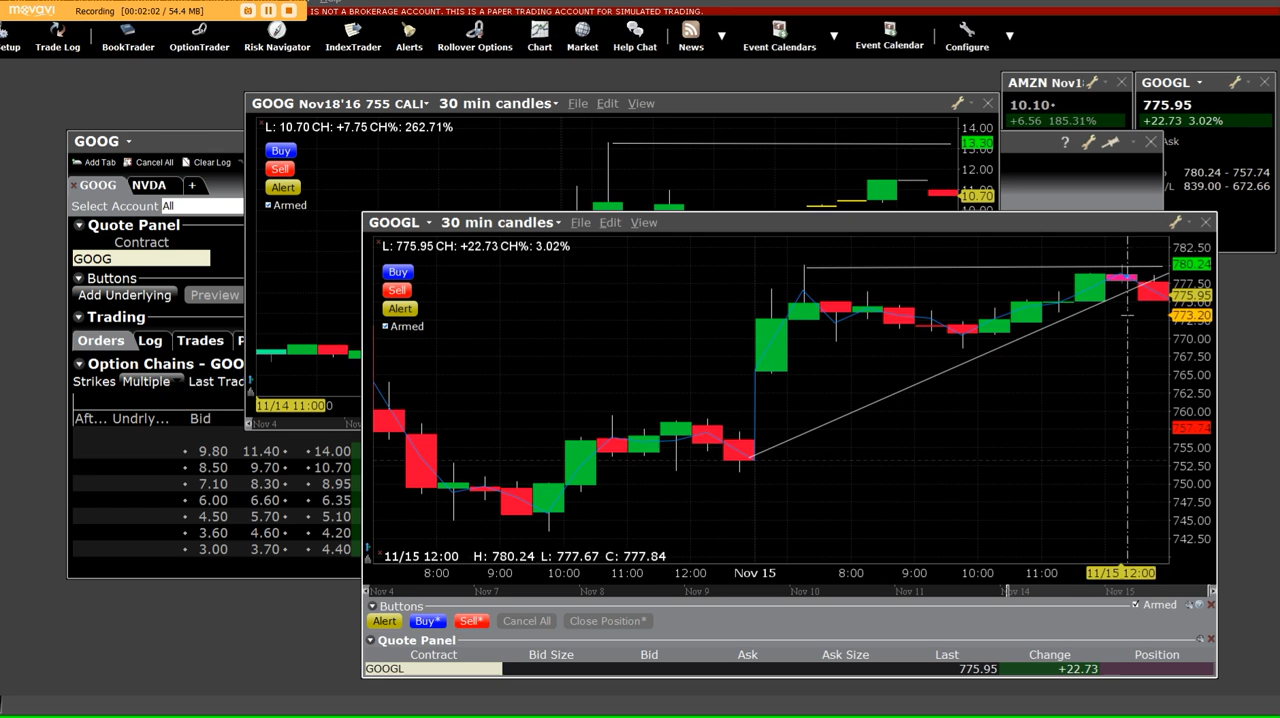 movavi Recording [00:02:02 / 54.4 MB]
IS NOT A BROKERAGE ACCOUNT. THIS IS A PAPER TRADING ACCOUNT FOR SIMULATED TRADING.
Setup Trade Log BookTrader OptionTrader Risk Navigator IndexTrader Alerts Rollover Options Chart Market Help Chat News Event Calendars Event Calendar Configure
GOOG Nov18'16 755 CALL 30 min candles File Edit View
L: 10.70 CH: +7.75 CH%: 262.71%
Buy
Sell
Alert
Armed
14.00
13.30
12.00
10.70
11/14 11:00
Nov 4
AMZN Nov1
10.10
+6.56 185.31%
GOOGL
775.95
+22.73 3.02%
Ask
780.24 - 757.74
839.00 - 672.66
GOOG
Add Tab Cancel All Clear Log
GOOG NVDA +
Select Account All
Quote Panel
Contract
GOOG
Buttons
Add Underlying Preview
Trading
Orders Log Trades
Option Chains - GOO
Strikes Multiple Last Tra
Aft... Undrly... Bid
9.80 11.40 14.00
8.50 9.70 10.70
7.10 8.30 8.95
6.00 6.60 6.35
4.50 5.70 5.10
3.60 4.60 4.20
3.00 3.70 4.40
GOOGL 30 min candles File Edit View
L: 775.95 CH: +22.73 CH%: 3.02%
Buy
Sell
Alert
Armed
782.50
780.24
775.95
773.20
770.00
767.50
765.00
762.50
760.00
757.74
755.00
752.50
750.00
747.50
745.00
742.50
11/15 12:00 H: 780.24 L: 777.67 C: 777.84
8:00 9:00 10:00 11:00 12:00 Nov 15 8:00 9:00 10:00 11:00 11/15 12:00
Nov 4 Nov 7 Nov 8 Nov 9 Nov 10 Nov 11 Nov 14 Nov 15
Buttons Armed
Alert Buy* Sell* Cancel All Close Position*
Quote Panel
Contract Bid Size Bid Ask Ask Size Last Change Position
GOOGL 775.95 +22.73